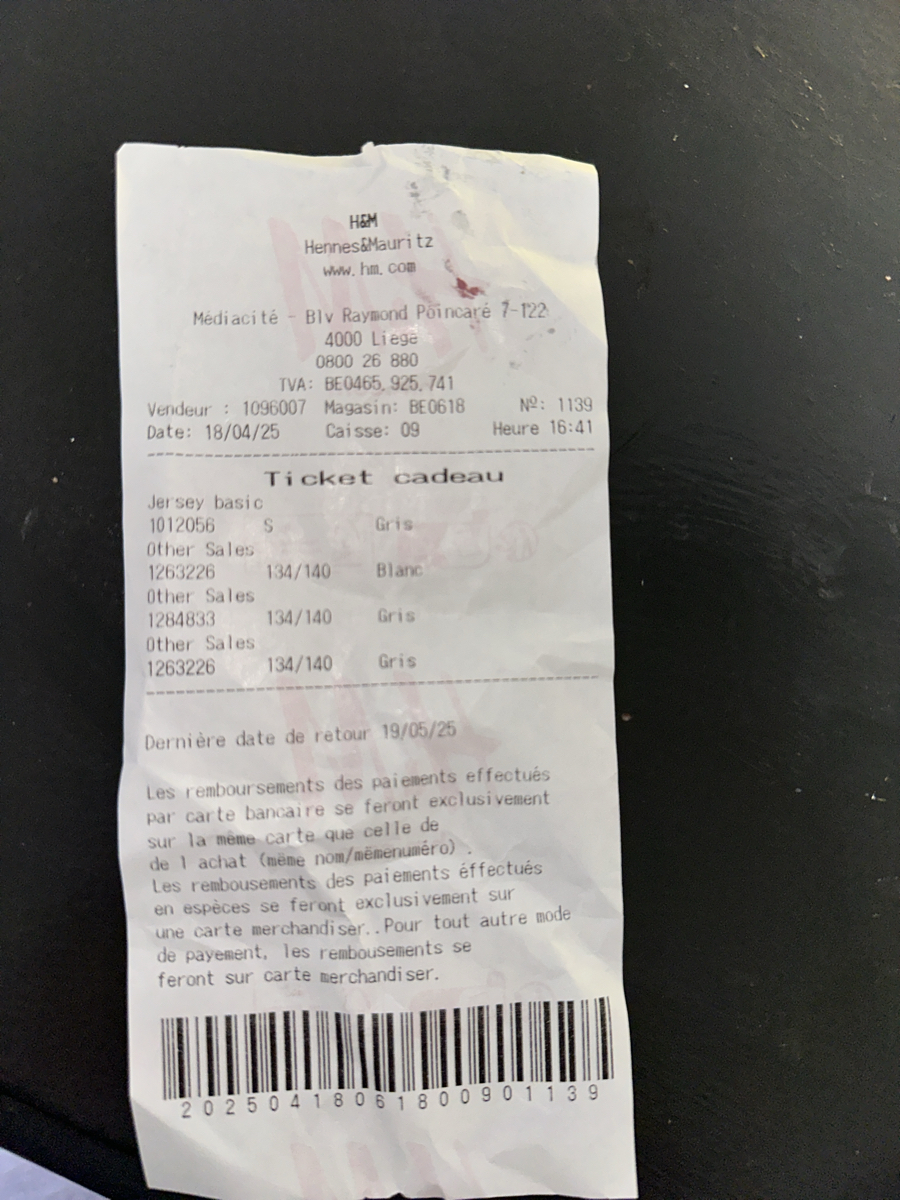 H&M
Hennes&Mauritz
www.hm.com
Médiacité - Blv Raymond Poincaré 7-122
4000 Liège
0800 26 880
TVA: BE0465.925.741
Vendeur : 1096007 Magasin: BE0618 Nº: 1139
Date: 18/04/25 Caisse: 09 Heure 16:41
Ticket cadeau
Jersey basic
1012056 S Gris
Other Sales
1263226 134/140 Blanc
Other Sales
1284833 134/140 Gris
Other Sales
1263226 134/140 Gris
Dernière date de retour 19/05/25
Les remboursements des paiements effectués
par carte bancaire se feront exclusivement
sur la même carte que celle de
de l achat (même nom/mêmenuméro) .
Les rembousements des paiements éffectués
en espèces se feront exclusivement sur
une carte merchandiser..Pour tout autre mode
de payement, les rembousements se
feront sur carte merchandiser.
20250418061800901139